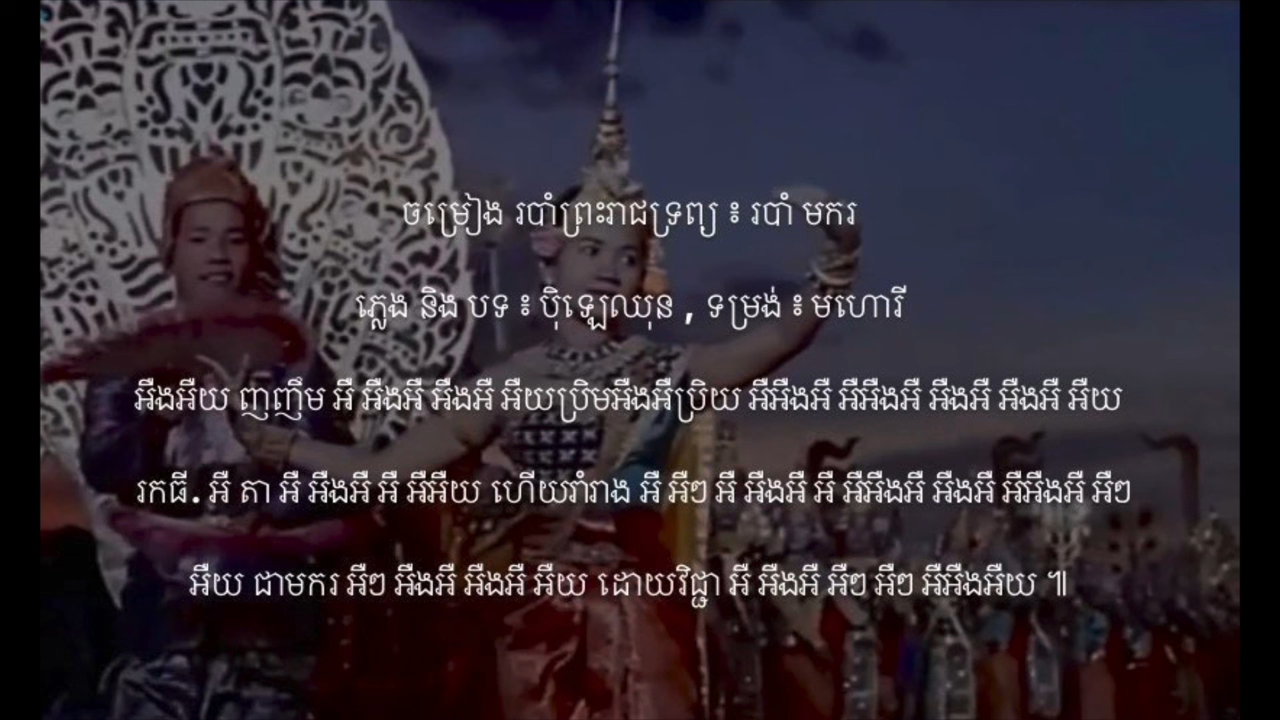 ចម្រៀង របាំព្រះរាជទ្រព្យ ៖ របាំ មករ
ភ្លេង និង បទ ៖ ប៉ិឡេឈុន , ទម្រង់ ៖ មហោរី
អឹងអឺយ ញញឹម អឺ អឺងអឺ អឺងអឺ អឺយប្រិមអឺងអឺប្រិយ អឺអឺងអឺ អឺអឺងអឺ អឺងអឺ អឺងអឺ អឺយ
រកធី. អឺ តា អឺ អឺងអឺ អឺ អឺអឺយ ហើយរាំរាង អឺ អឺៗ អឺ អឺងអឺ អឺ អឺអឺងអឺ អឺងអឺ អឺអឺងអឺ អឺៗ
អឺយ ជាមករ អឺៗ អឺងអឺ អឺងអឺ អឺយ ដោយវិជ្ជា អឺ អឺងអឺ អឺៗ អឺៗ អឺអឺងអឺយ ៕